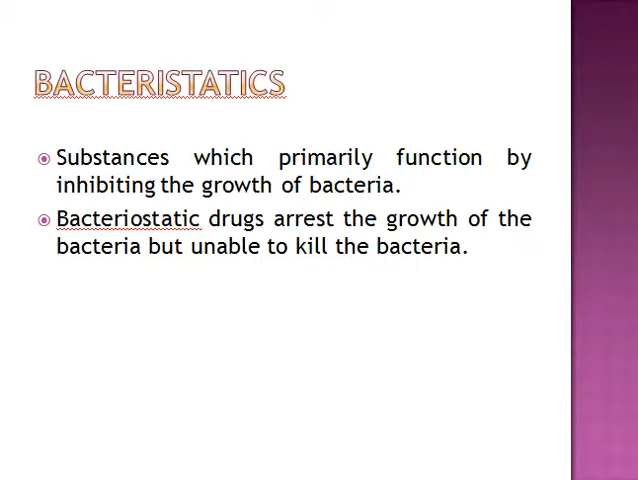 BACTERISTATICS
Substances which primarily function by
inhibiting the growth of bacteria.
Bacteriostatic drugs arrest the growth of the
bacteria but unable to kill the bacteria.